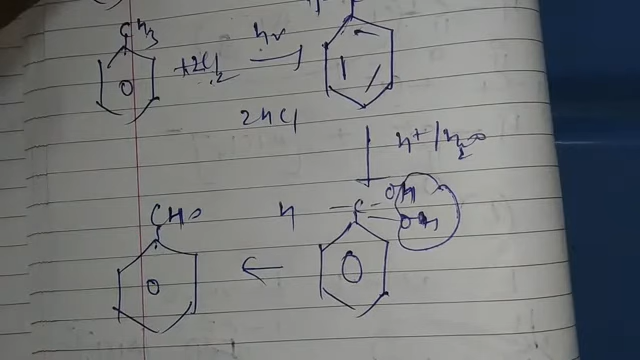 CH3
+2Cl2 hν
2HCl
H+/H2O
CHO H - C - OH
OH